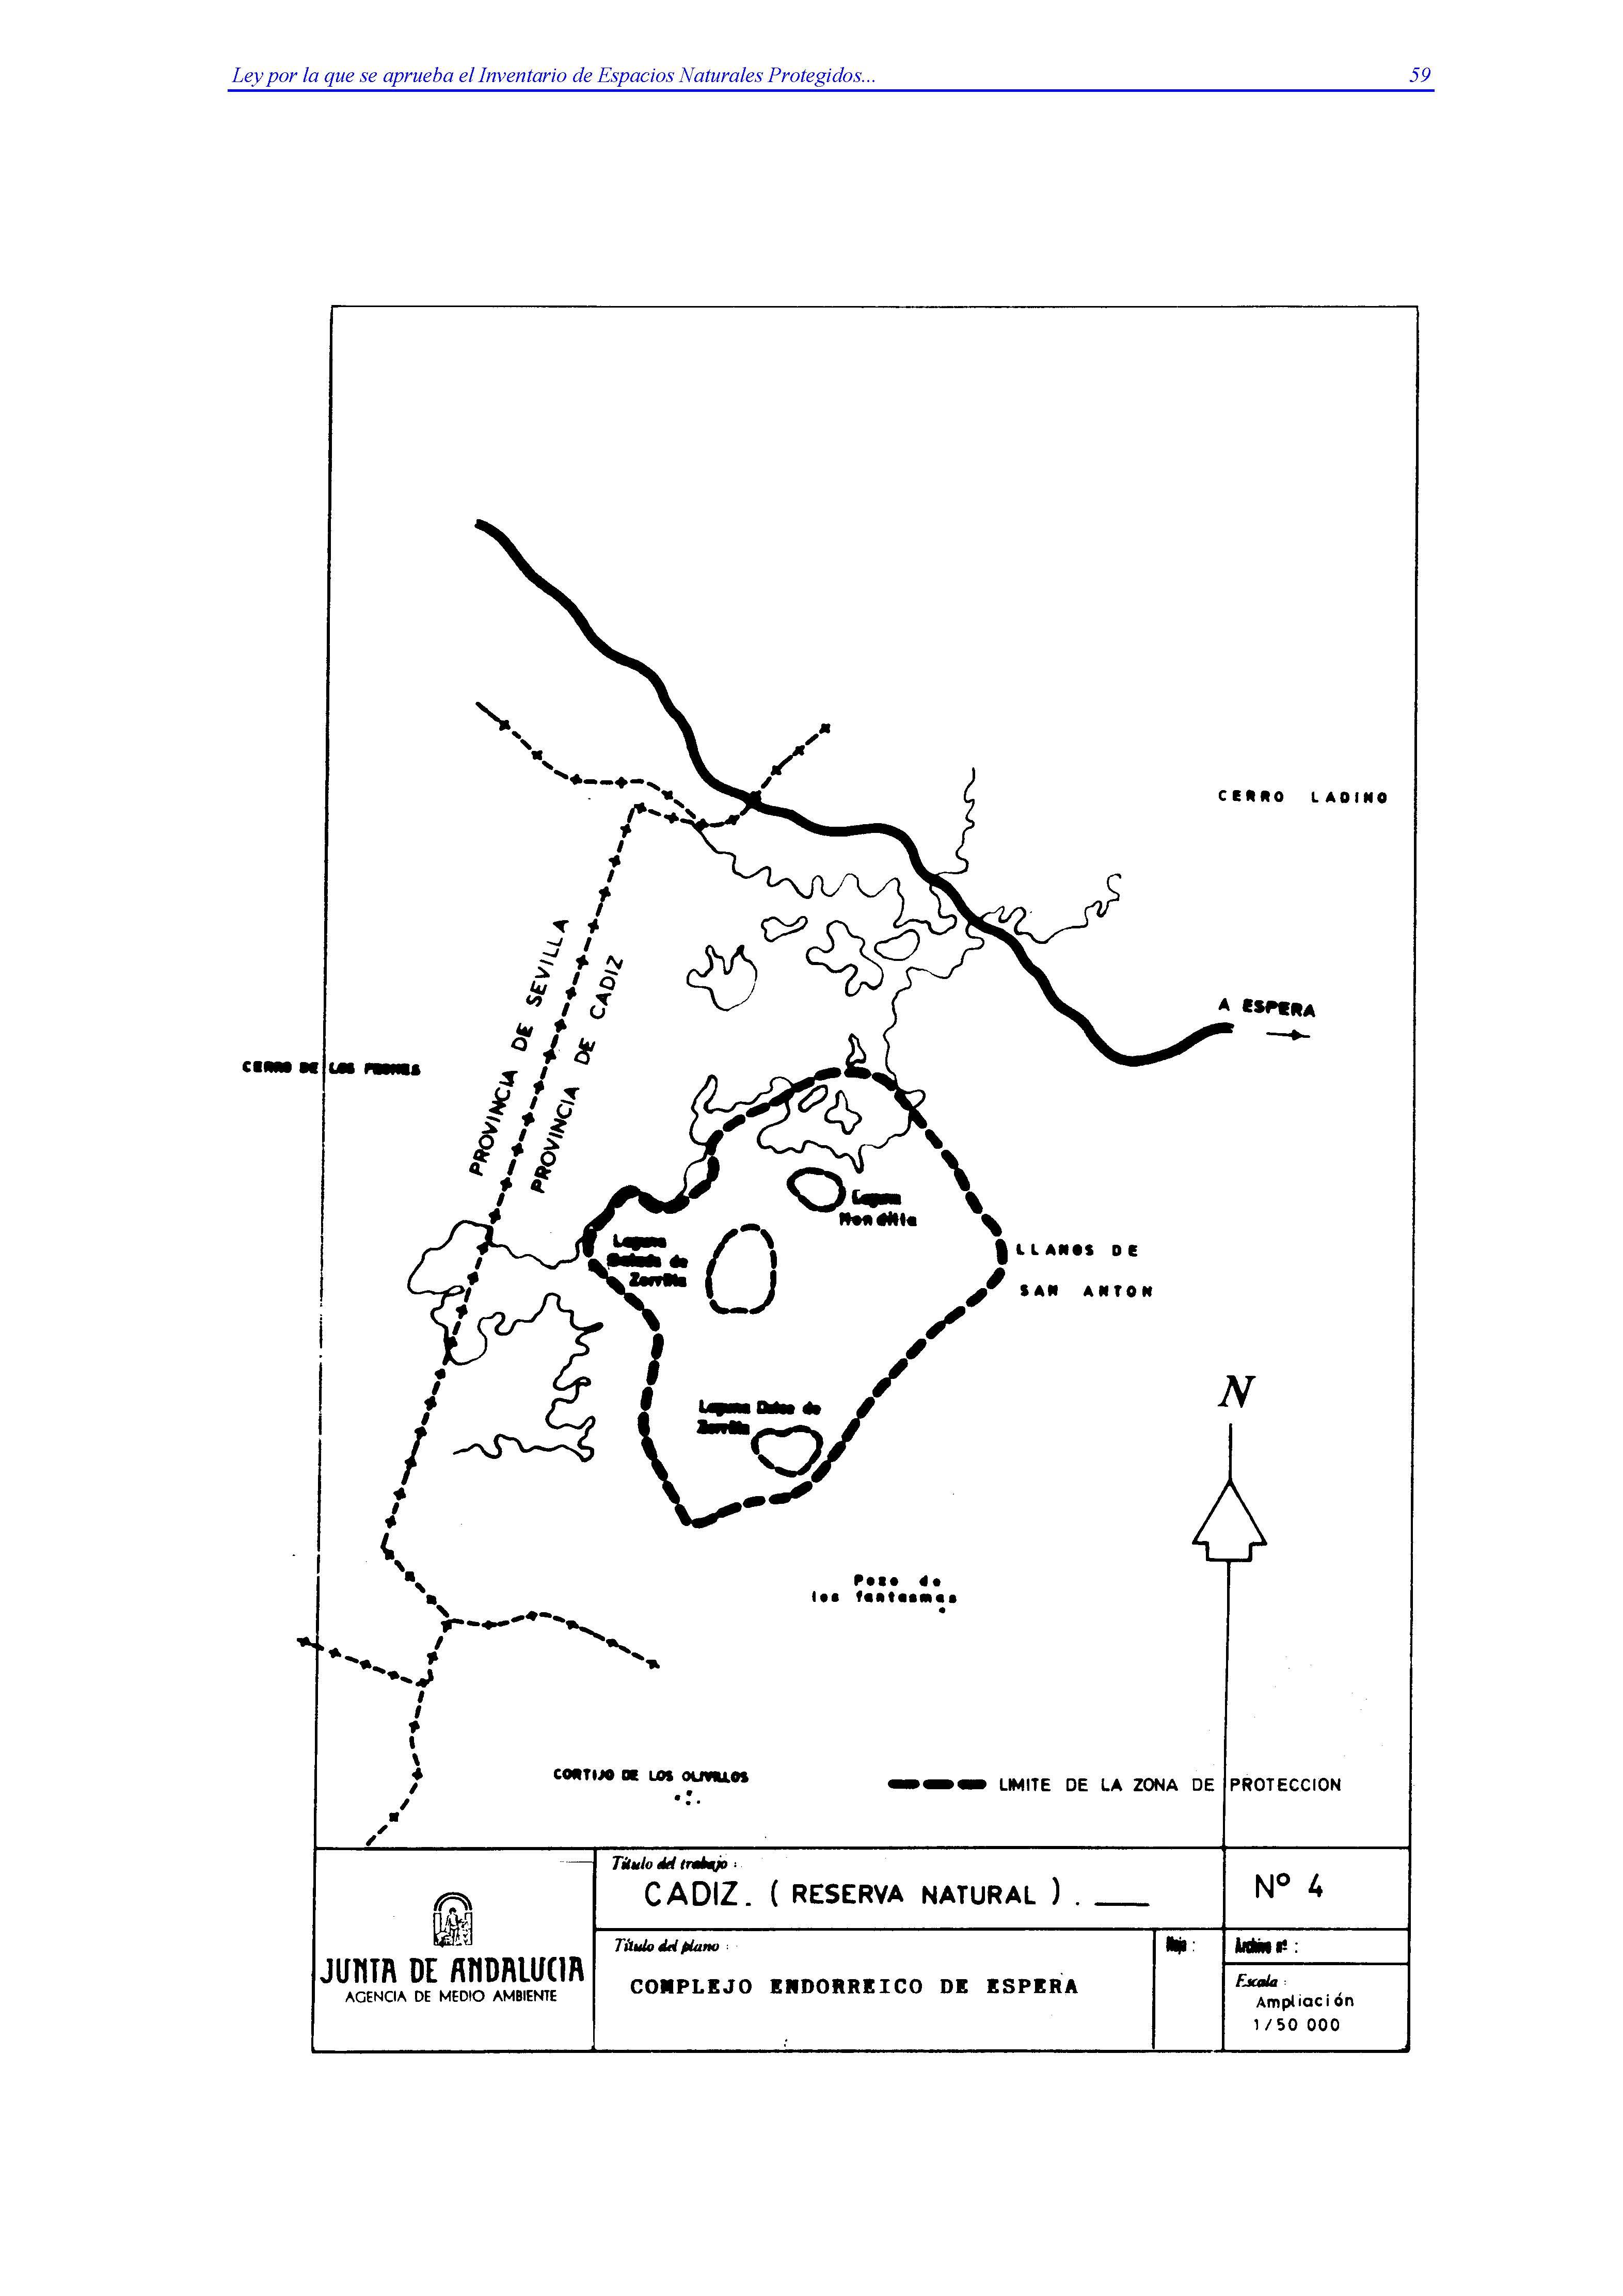 Ley por la que se aprueba el Inventario de Espacios Naturales Protegidos... 59
CERRO LADINO
PROVINCIA DE SEVILLA
PROVINCIA DE CADIZ
A ESPERA
CERRO DE LOS
Laguna
Laguna
Salada de
Zorrilla
LLANOS DE
SAN ANTON
Laguna Dulce de
Zorrilla
N
Pozo de
los fantasmas
CORTIJO DE LOS OLIVILLOS
LIMITE DE LA ZONA DE PROTECCION
Título del trabajo :
CADIZ. ( RESERVA NATURAL ) .
Nº 4
JUNTA DE ANDALUCIA
AGENCIA DE MEDIO AMBIENTE
Título del plano :
COMPLEJO ENDORREICO DE ESPERA
Hoja :
Archivo nº :
Escala :
Ampliación
1/50 000